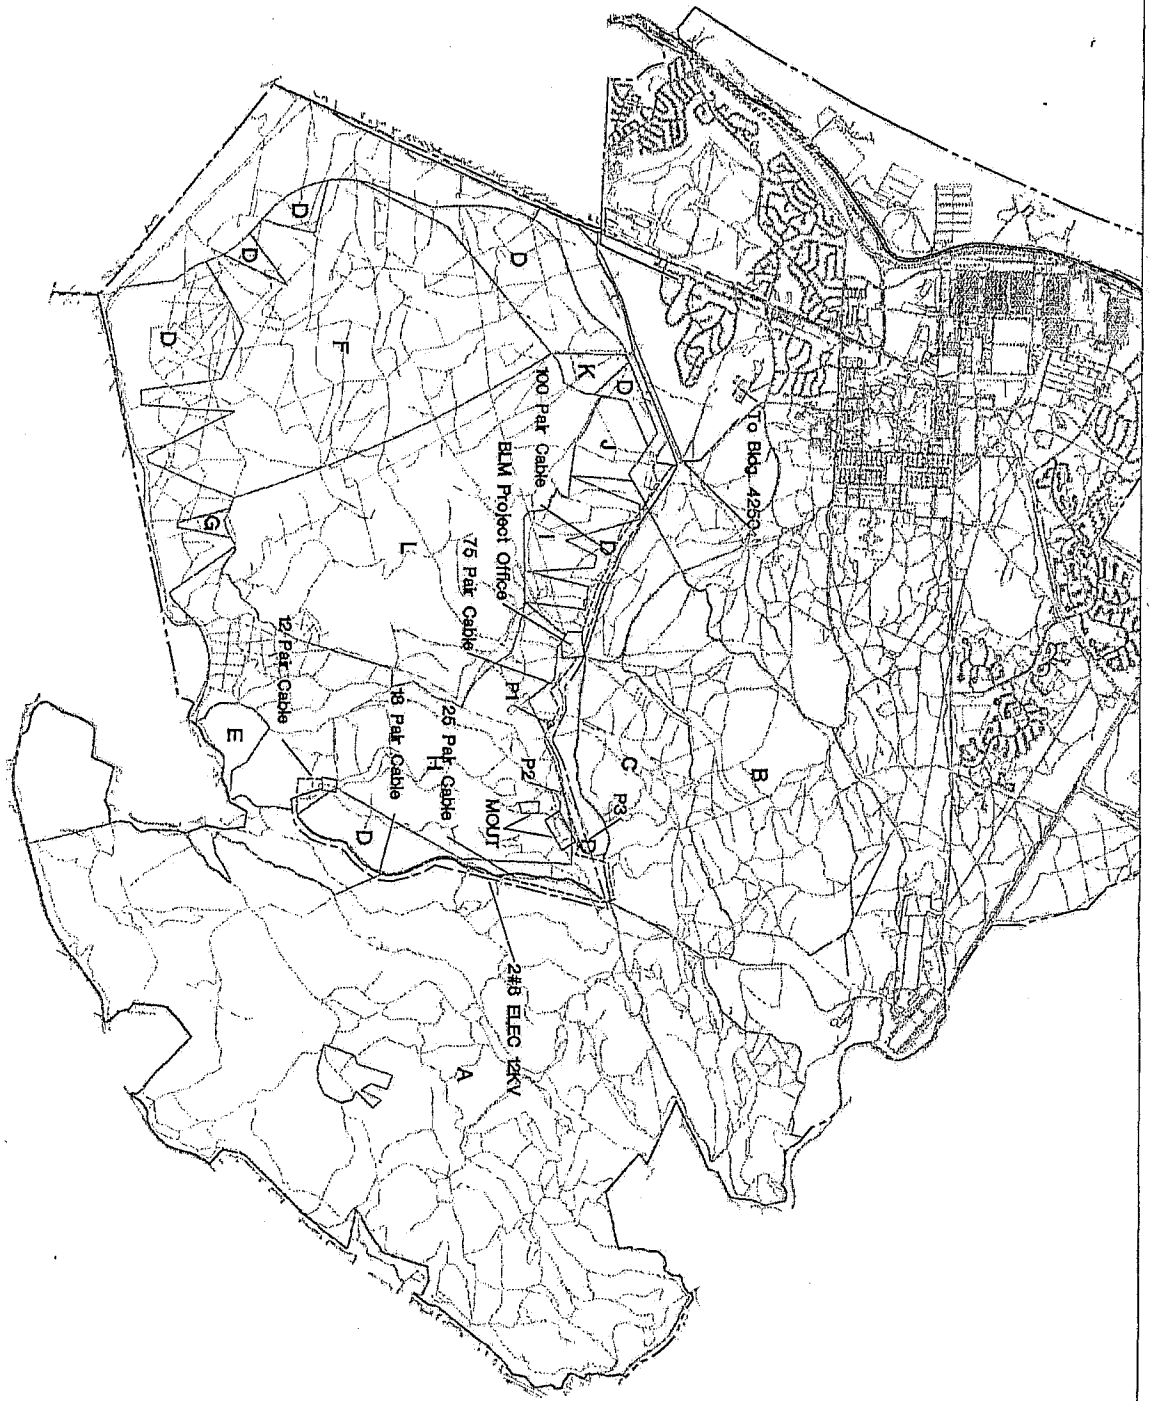 To Bldg. 4250
B
D
C
P3
J
D
K
D
I
100 Pair Cable
P2
D
2#8 ELEC 12KV
P1
BLM Project Office
MOUT
75 Pair Cable
A
25 Pair Cable
H
L
18 Pair Cable
D
F
D
12 Pair Cable
D
E
G
D